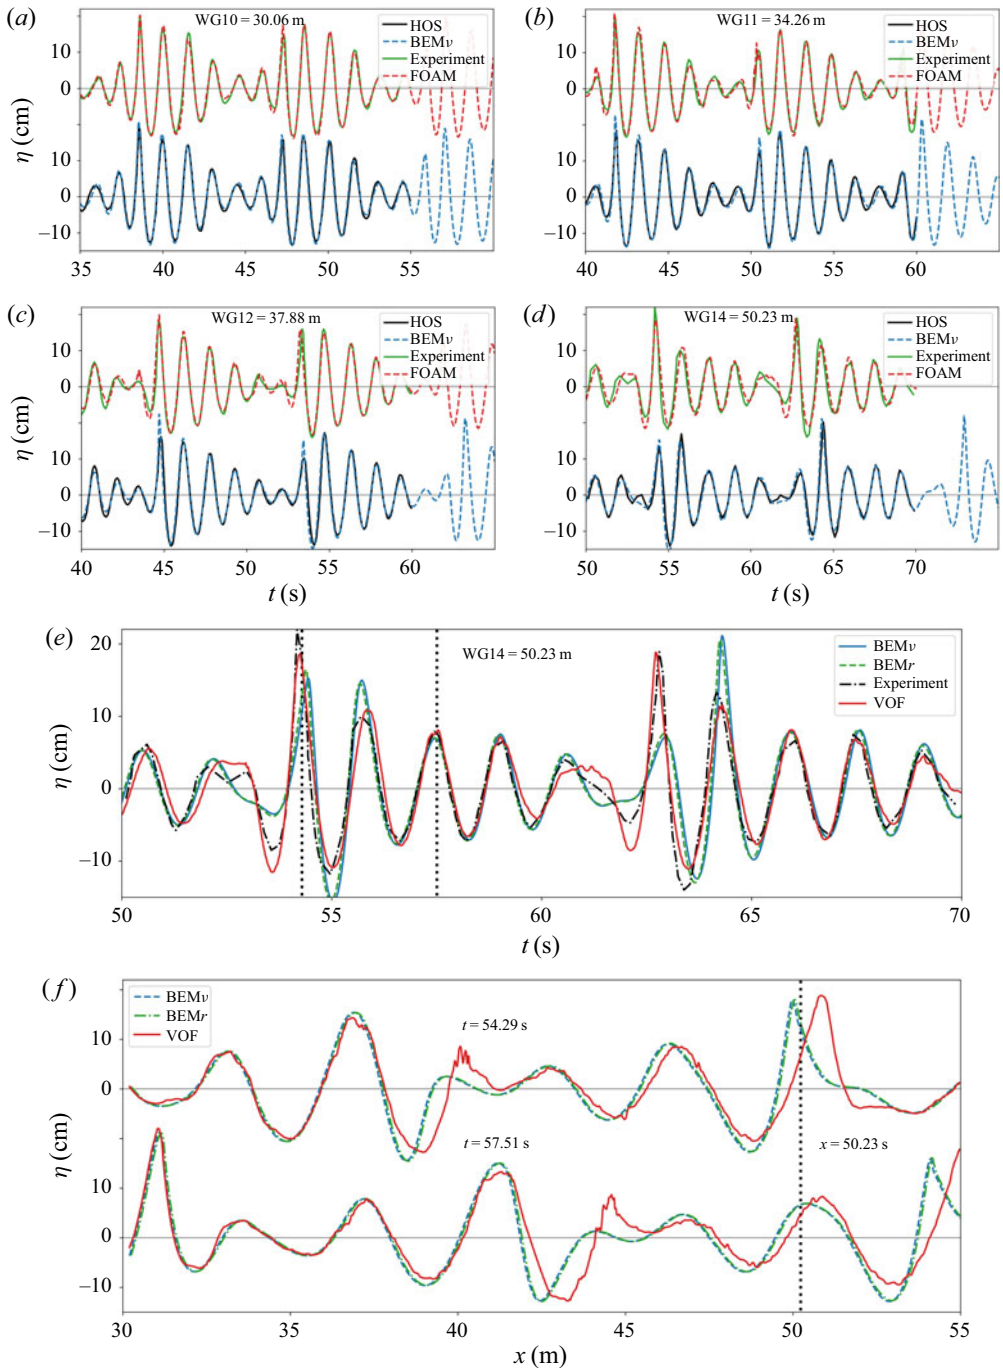 (a)
WG10 = 30.06 m
HOS
BEMν
Experiment
FOAM
10
0
10
0
–10
η (cm)
35 40 45 50 55
(b)
WG11 = 34.26 m
HOS
BEMν
Experiment
FOAM
10
0
10
0
–10
40 45 50 55 60
(c)
WG12 = 37.88 m
HOS
BEMν
Experiment
FOAM
10
0
10
0
–10
η (cm)
40 45 50 55 60
t (s)
(d)
WG14 = 50.23 m
HOS
BEMν
Experiment
FOAM
10
0
10
0
–10
50 55 60 65 70
t (s)
(e)
WG14 = 50.23 m
BEMν
BEMr
Experiment
VOF
20
10
0
–10
η (cm)
50 55 60 65 70
t (s)
(f)
BEMν
BEMr
VOF
t = 54.29 s
t = 57.51 s
x = 50.23 s
10
0
10
0
–10
η (cm)
30 35 40 45 50 55
x (m)